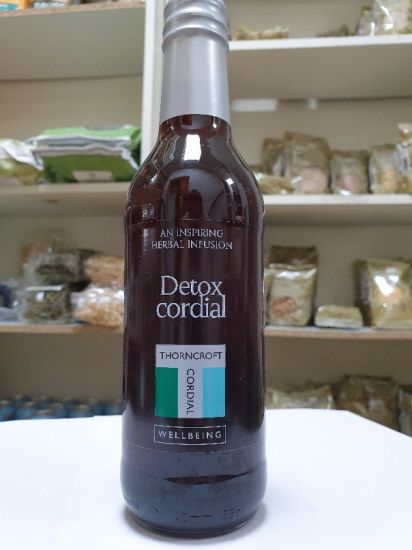 AN INSPIRING
HERBAL INFUSION
Detox
cordial
THORNCROFT
CORDIAL
WELLBEING